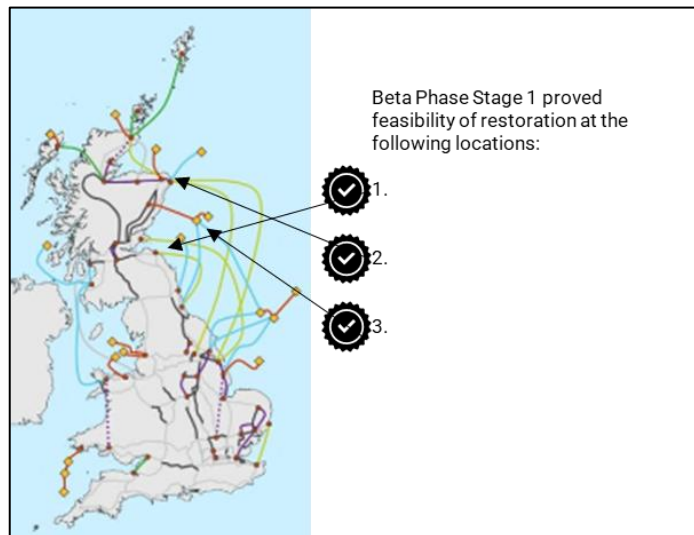 Beta Phase Stage 1 proved
feasibility of restoration at the
following locations:
1.
2.
3.